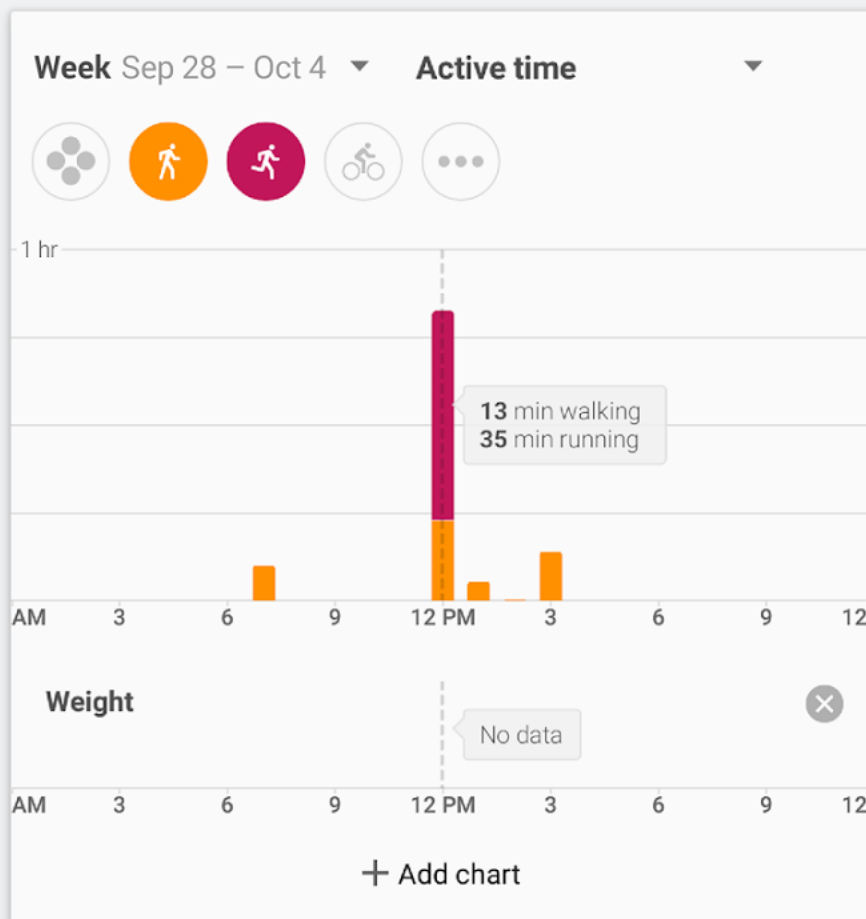 Week Sep 28 – Oct 4 Active time
1 hr
13 min walking
35 min running
AM 3 6 9 12 PM 3 6 9 12
Weight
No data
AM 3 6 9 12 PM 3 6 9 12
+ Add chart